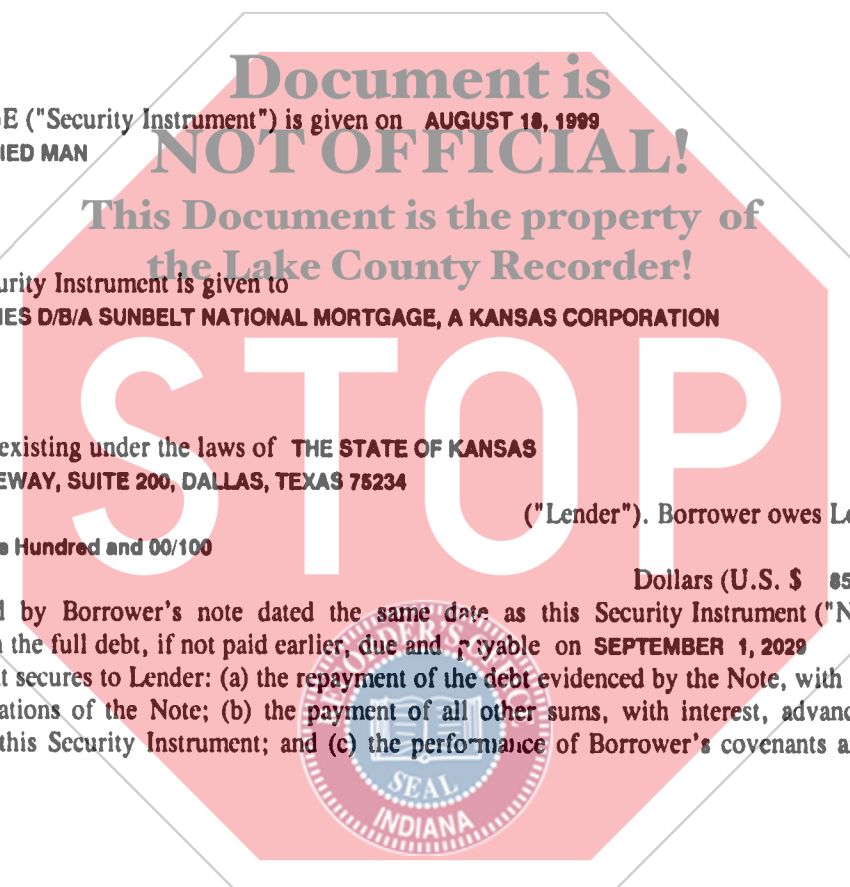 Document is
E ("Security Instrument") is given on AUGUST 18, 1999
NOT OFFICIAL!
IED MAN
This Document is the property of
the Lake County Recorder!
urity Instrument is given to
IES D/B/A SUNBELT NATIONAL MORTGAGE, A KANSAS CORPORATION
STOP
existing under the laws of THE STATE OF KANSAS
EWAY, SUITE 200, DALLAS, TEXAS 75234
("Lender"). Borrower owes Le
e Hundred and 00/100
Dollars (U.S. $ 85
d by Borrower's note dated the same date as this Security Instrument ("N
the full debt, if not paid earlier, due and payable on SEPTEMBER 1, 2029
t secures to Lender: (a) the repayment of the debt evidenced by the Note, with
ations of the Note; (b) the payment of all other sums, with interest, advanc
this Security Instrument; and (c) the performance of Borrower's covenants a
SEAL
INDIANA